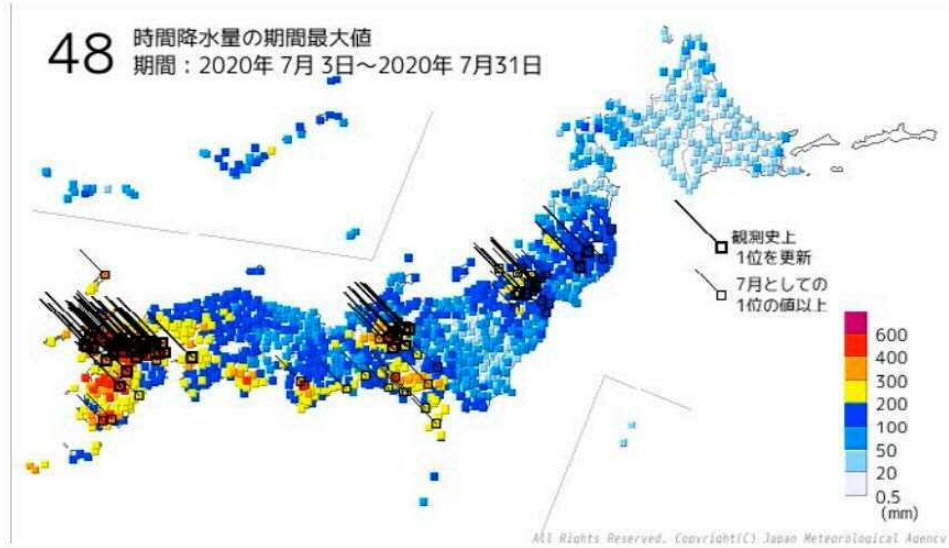 48
時間降水量の期間最大値
期間：2020年 7月 3日～2020年 7月31日
観測史上
1位を更新
7月としての
1位の値以上
600
400
300
200
100
50
20
0.5
(mm)
All Rights Reserved. Copyright(C) Japan Meteorological Agency